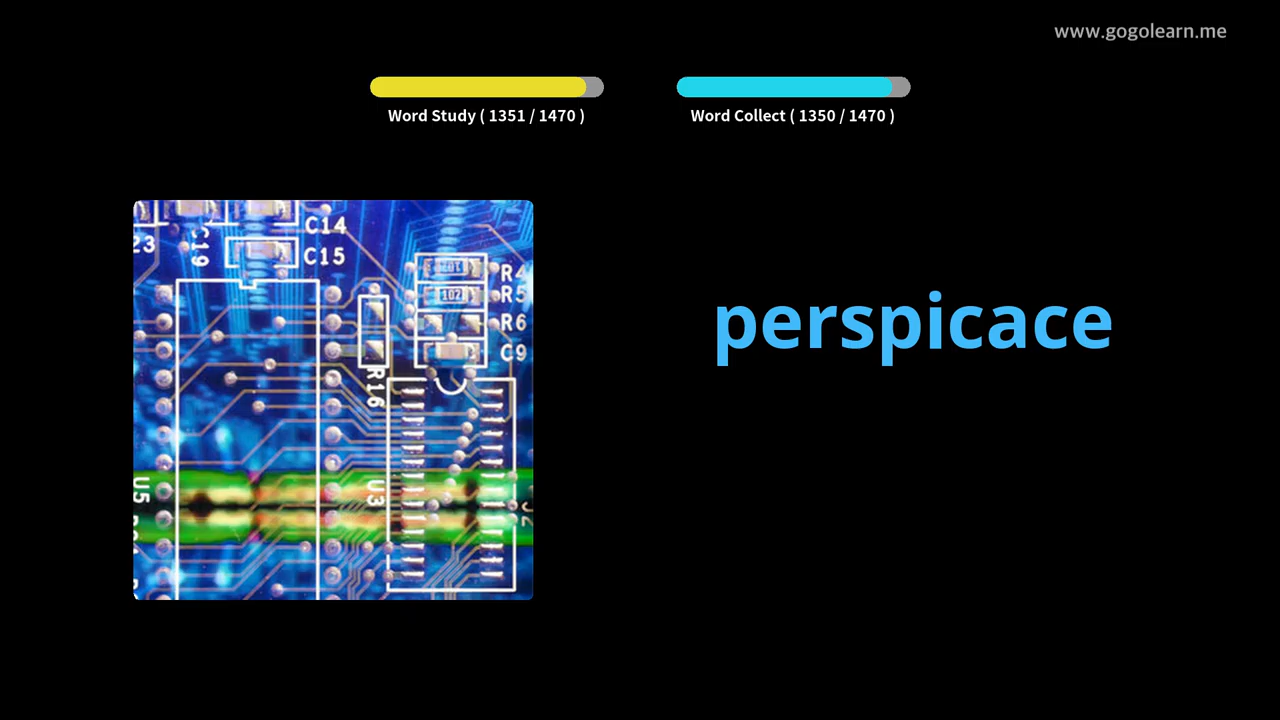 www.gogolearn.me
Word Study ( 1351 / 1470 )
Word Collect ( 1350 / 1470 )
perspicace
C14
C19
C15
R4
102
R5
R6
C9
R16
U5
U3